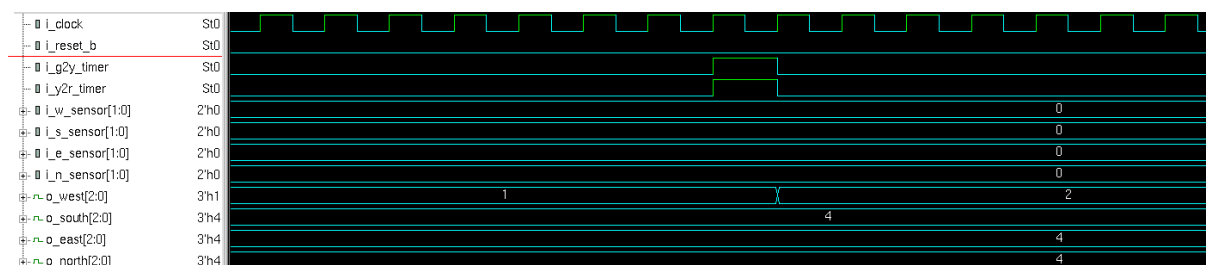 i_clock St0
i_reset_b St0
i_g2y_timer St0
i_y2r_timer St0
i_w_sensor[1:0] 2'h0 0
i_s_sensor[1:0] 2'h0 0
i_e_sensor[1:0] 2'h0 0
i_n_sensor[1:0] 2'h0 0
o_west[2:0] 3'h1 1 2
o_south[2:0] 3'h4 4
o_east[2:0] 3'h4 4
o_north[2:0] 3'h4 4